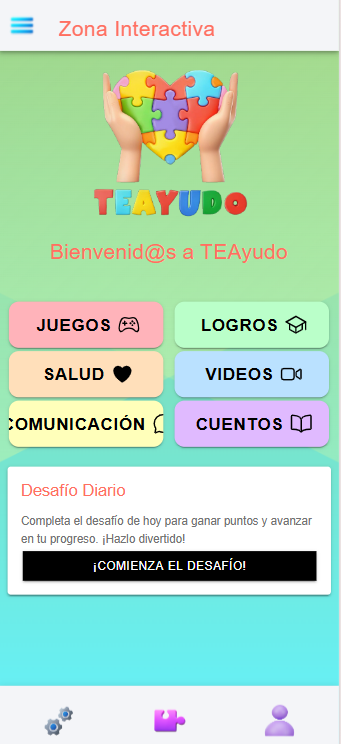 Zona Interactiva
TEAYUDO
Bienvenid@s a TEAyudo
JUEGOS
LOGROS
SALUD
VIDEOS
COMUNICACIÓN
CUENTOS
Desafío Diario
Completa el desafío de hoy para ganar puntos y avanzar
en tu progreso. ¡Hazlo divertido!
¡COMIENZA EL DESAFÍO!